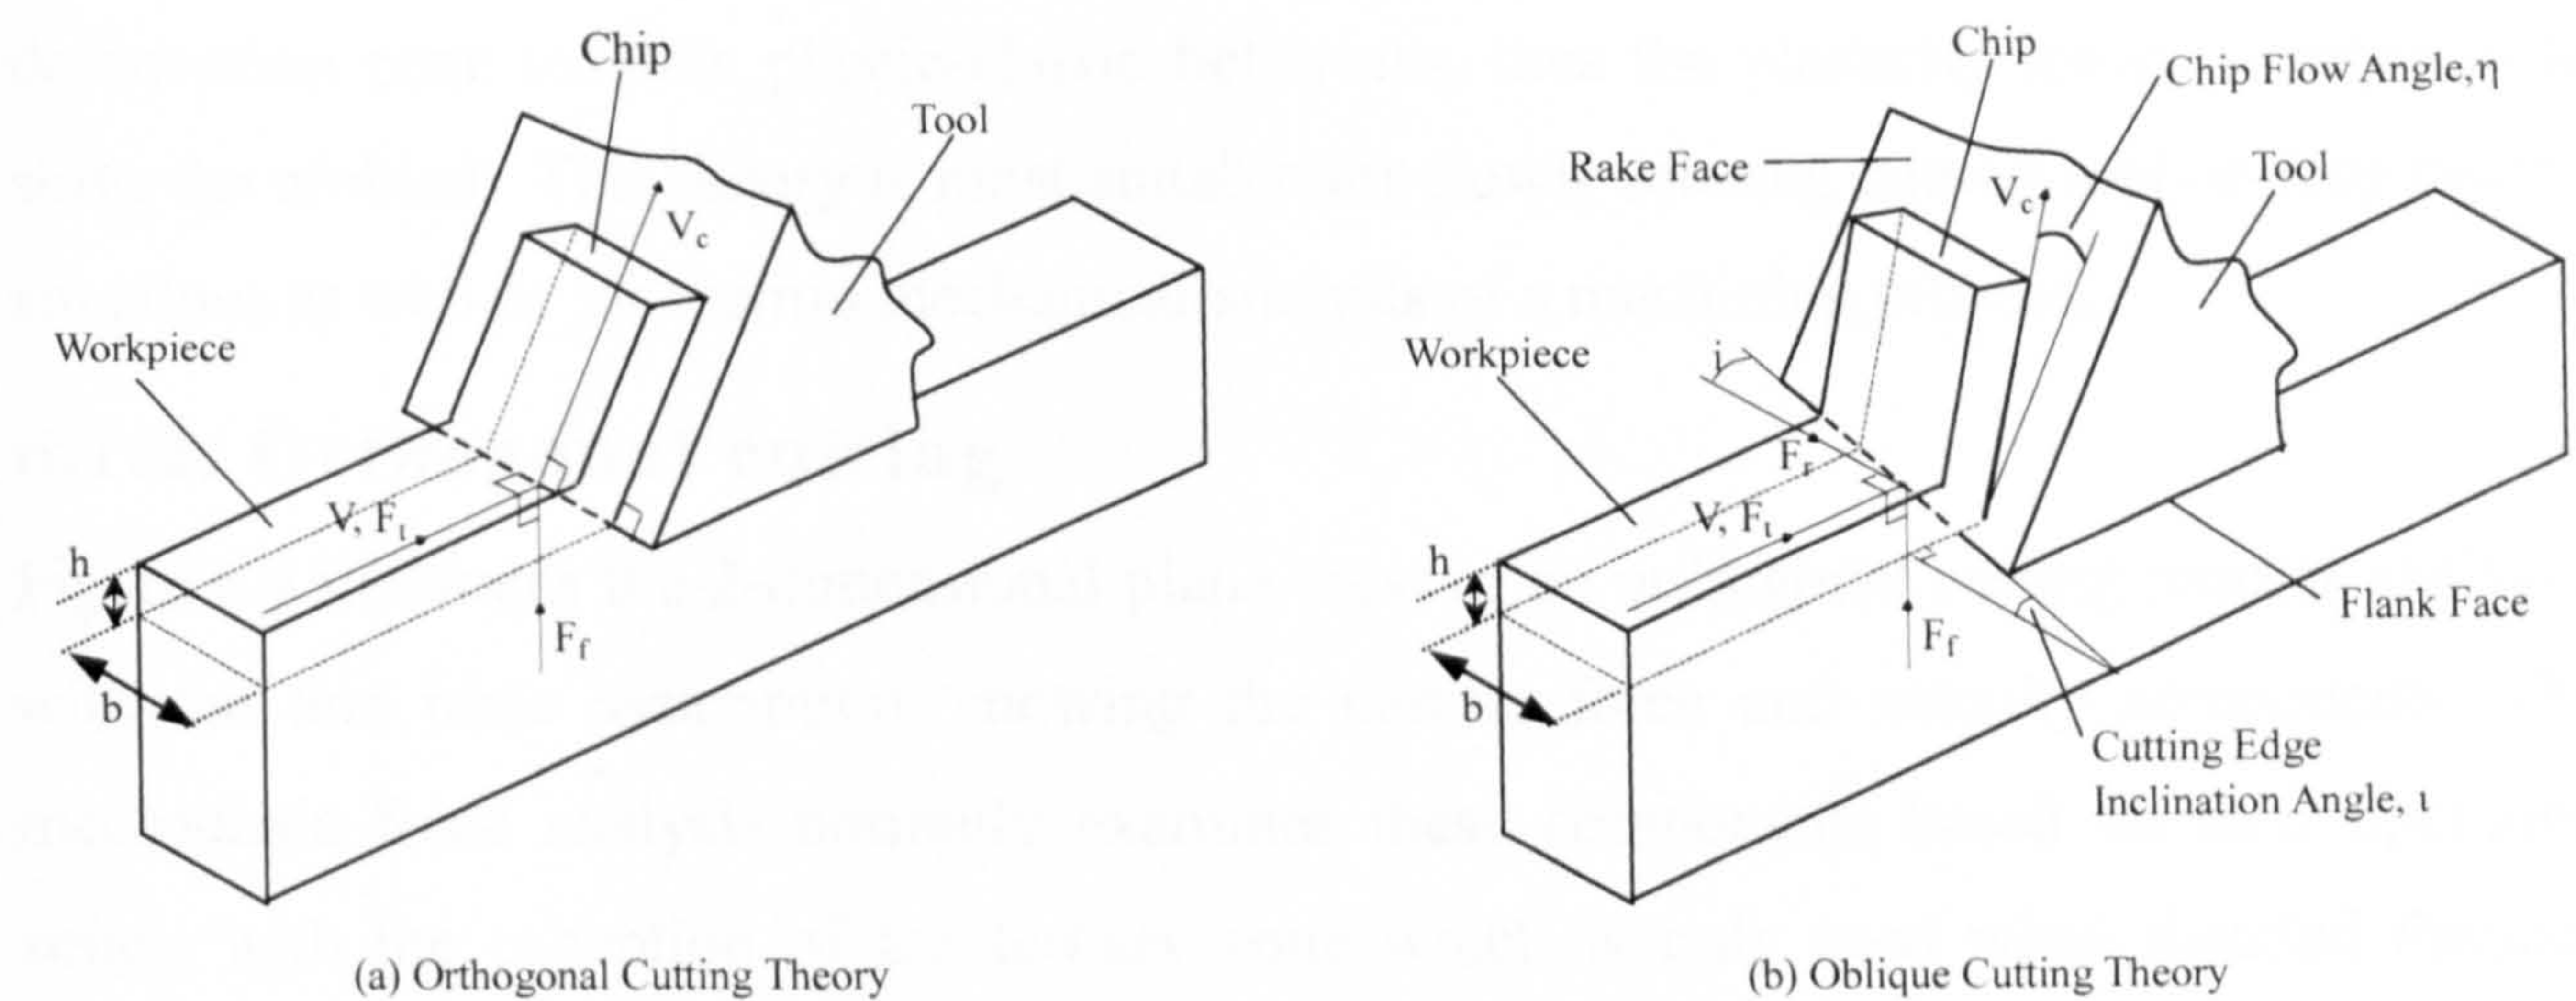 Chip
Tool
V_c
Workpiece
V, F_t
h
b
F_f
(a) Orthogonal Cutting Theory
Chip
Chip Flow Angle,η
Rake Face
V_c
Tool
i
Workpiece
F_r
V, F_t
h
b
F_f
Flank Face
Cutting Edge
Inclination Angle, ι
(b) Oblique Cutting Theory